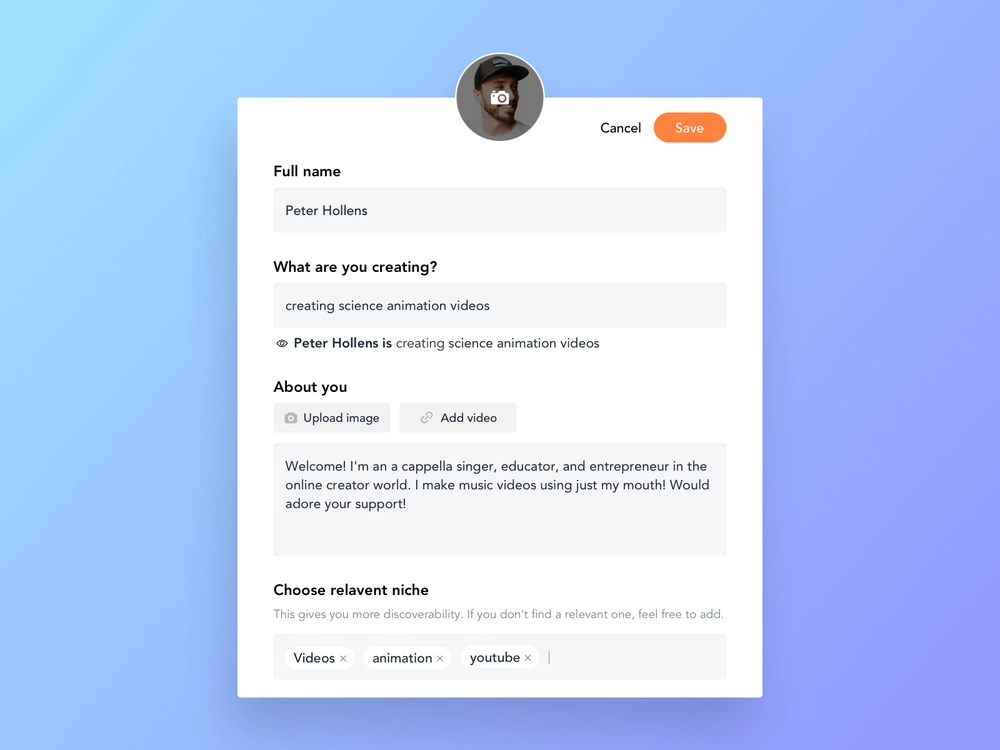 Cancel
Save
Full name
Peter Hollens
What are you creating?
creating science animation videos
Peter Hollens is creating science animation videos
About you
Upload image
Add video
Welcome! I'm an a cappella singer, educator, and entrepreneur in the
online creator world. I make music videos using just my mouth! Would
adore your support!
Choose relavent niche
This gives you more discoverability. If you don't find a relevant one, feel free to add.
Videos ×
animation ×
youtube ×